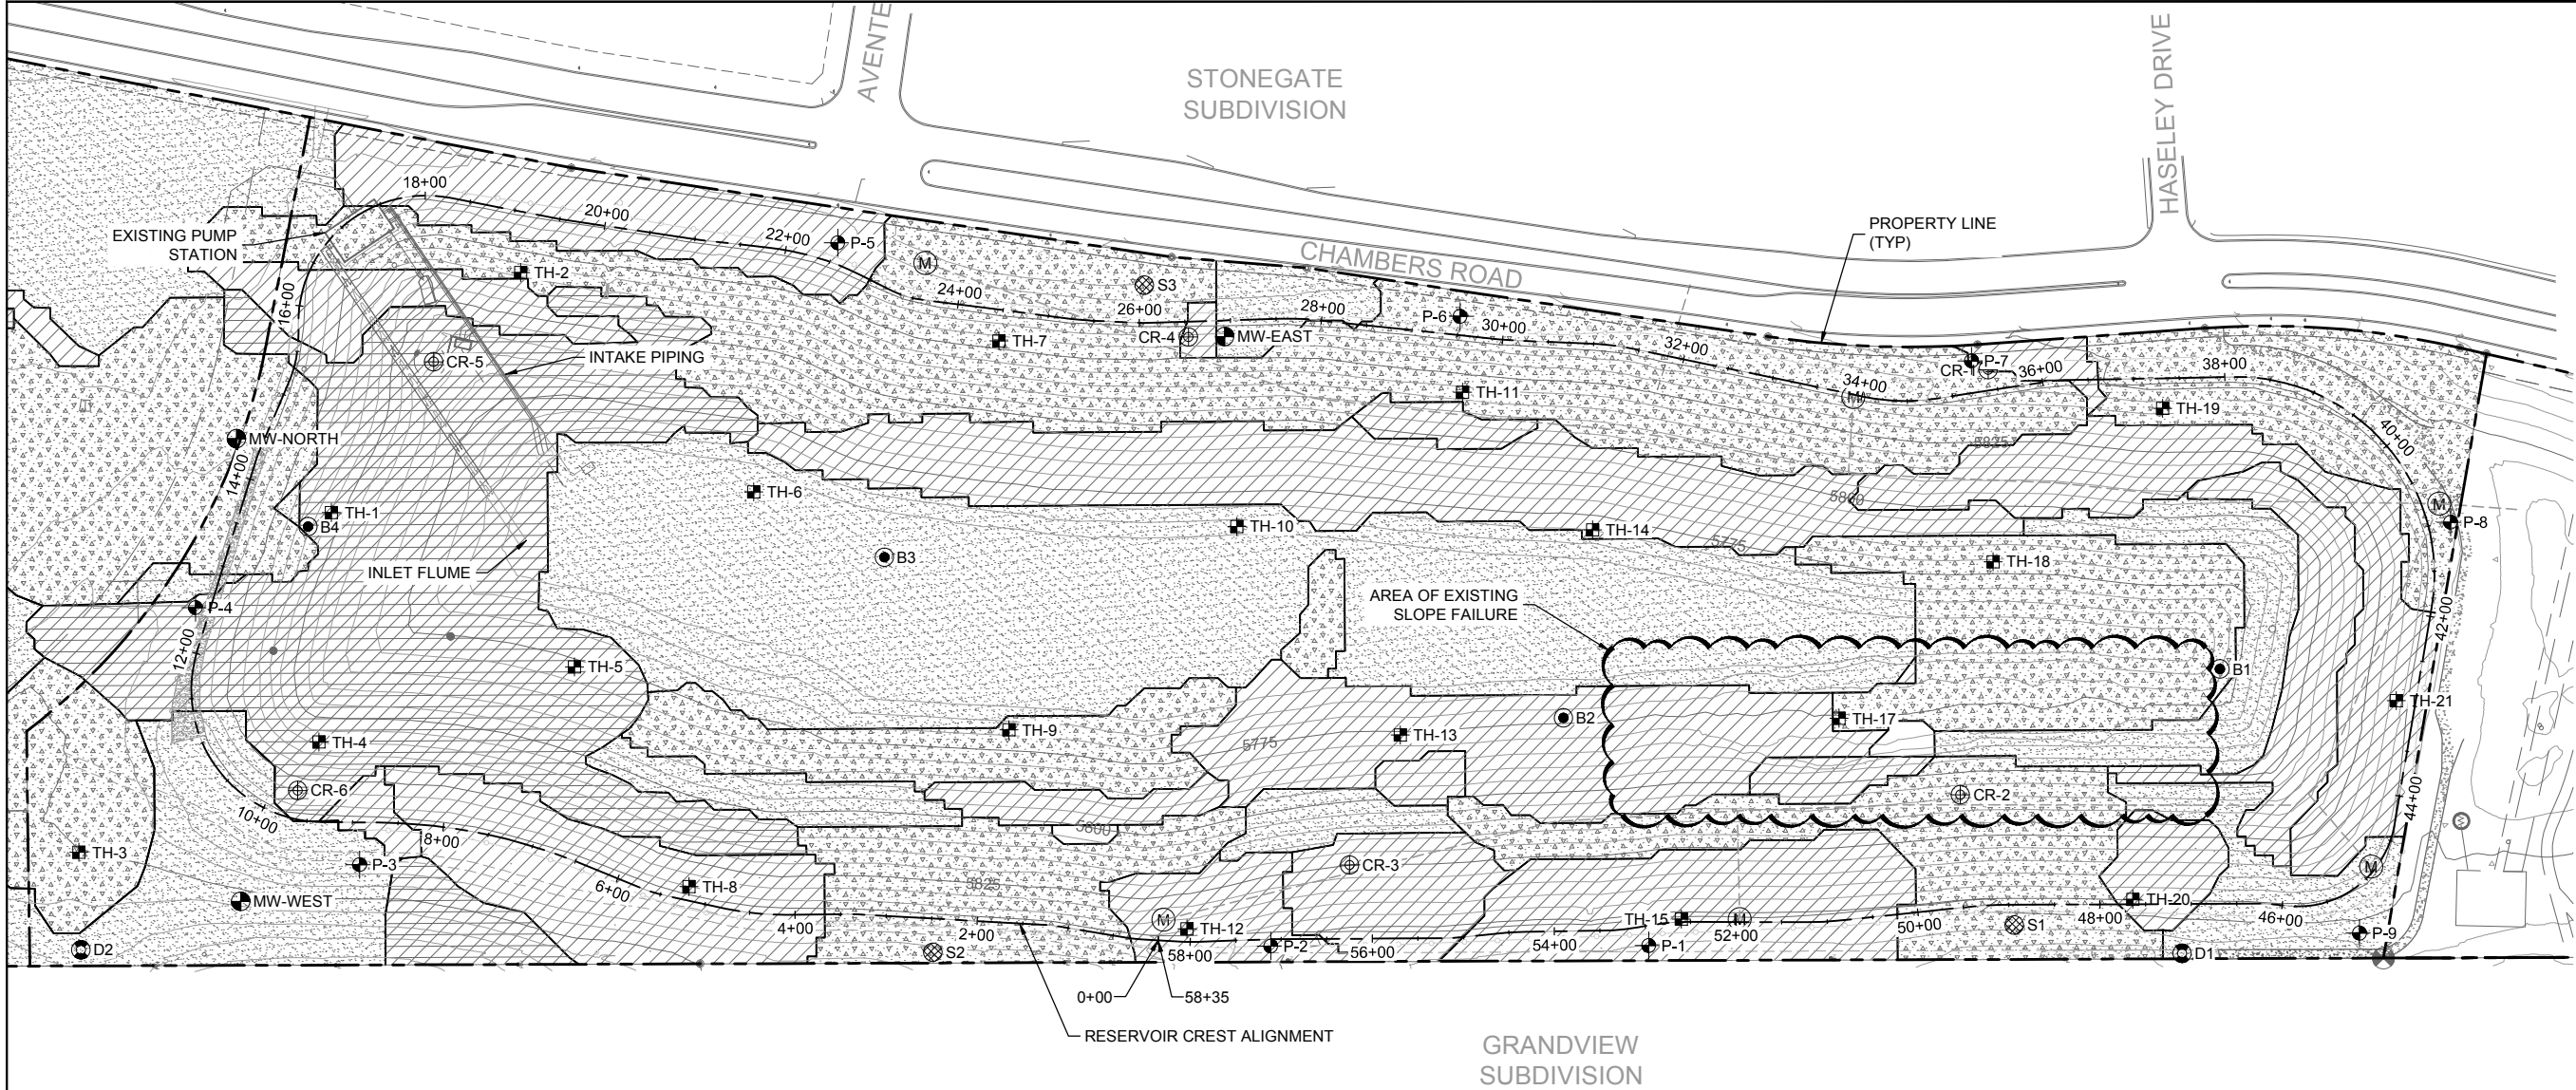 AVENTE
STONEGATE
SUBDIVISION
HASELEY DRIVE
CHAMBERS ROAD
PROPERTY LINE
(TYP)
EXISTING PUMP
STATION
18+00
20+00
22+00
P-5
M
TH-2
24+00
S3
26+00
28+00
P-6
30+00
16+00
TH-7
CR-4
MW-EAST
32+00
INTAKE PIPING
CR-5
P-7
CR-1
36+00
38+00
34+00
M
TH-11
TH-19
MW-NORTH
40+00
5825
14+00
TH-6
5800
M
TH-1
B4
TH-10
TH-14
P-8
5775
B3
TH-18
INLET FLUME
AREA OF EXISTING
SLOPE FAILURE
P-4
42+00
12+00
TH-5
B1
TH-21
B2
TH-17
TH-9
TH-13
TH-4
5775
CR-6
CR-2
44+00
10+00
8+00
5800
TH-3
P-3
CR-3
M
6+00
TH-8
5825
MW-WEST
TH-20
4+00
2+00
M
TH-12
TH-15
M
52+00
50+00
S1
48+00
46+00
P-9
D2
S2
58+00
P-2
56+00
54+00
P-1
D1
0+00
58+35
RESERVOIR CREST ALIGNMENT
GRANDVIEW
SUBDIVISION